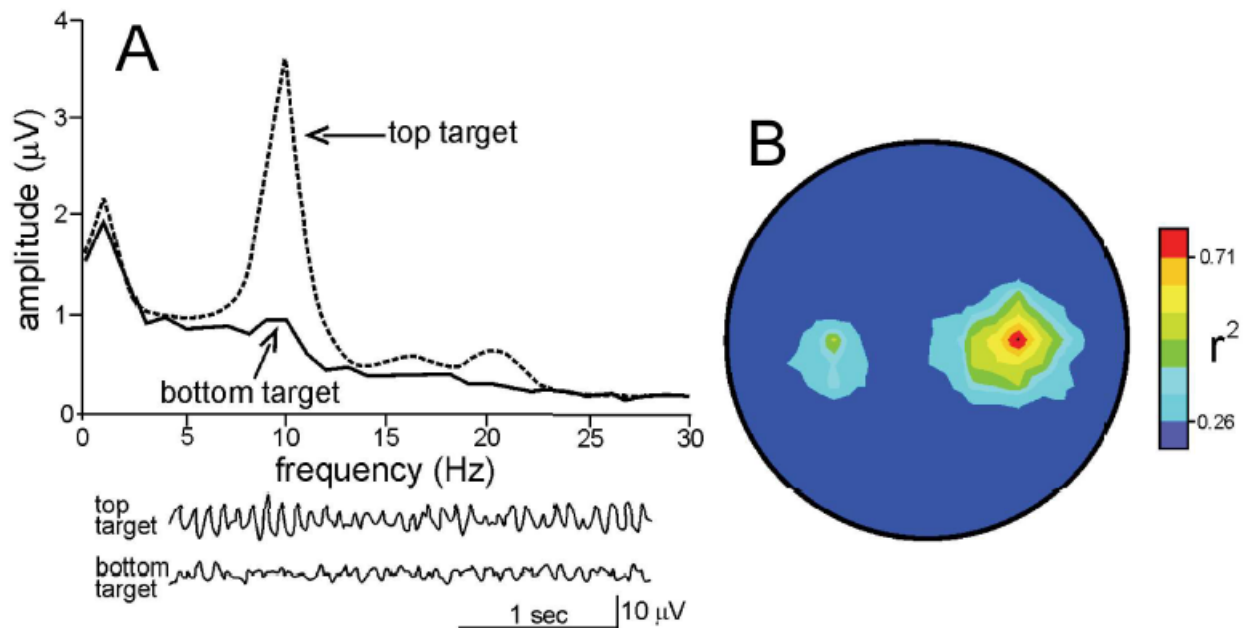 A
4
3
2
1
0
amplitude (μV)
top target
bottom target
0 5 10 15 20 25 30
frequency (Hz)
top
target
bottom
target
1 sec
10 μV
B
0.71
r²
0.26